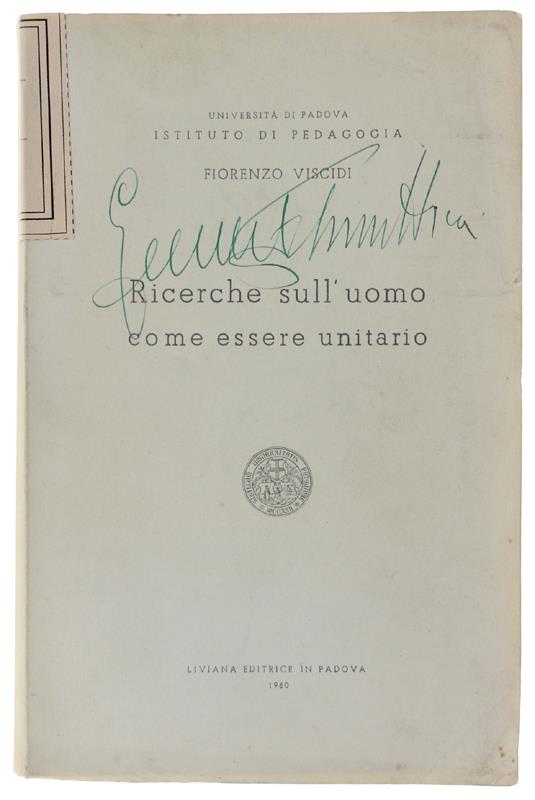 UNIVERSITÀ DI PADOVA
ISTITUTO DI PEDAGOGIA
FIORENZO VISCIDI
Ricerche sull'uomo
come essere unitario
LIVIANA EDITRICE IN PADOVA
1960